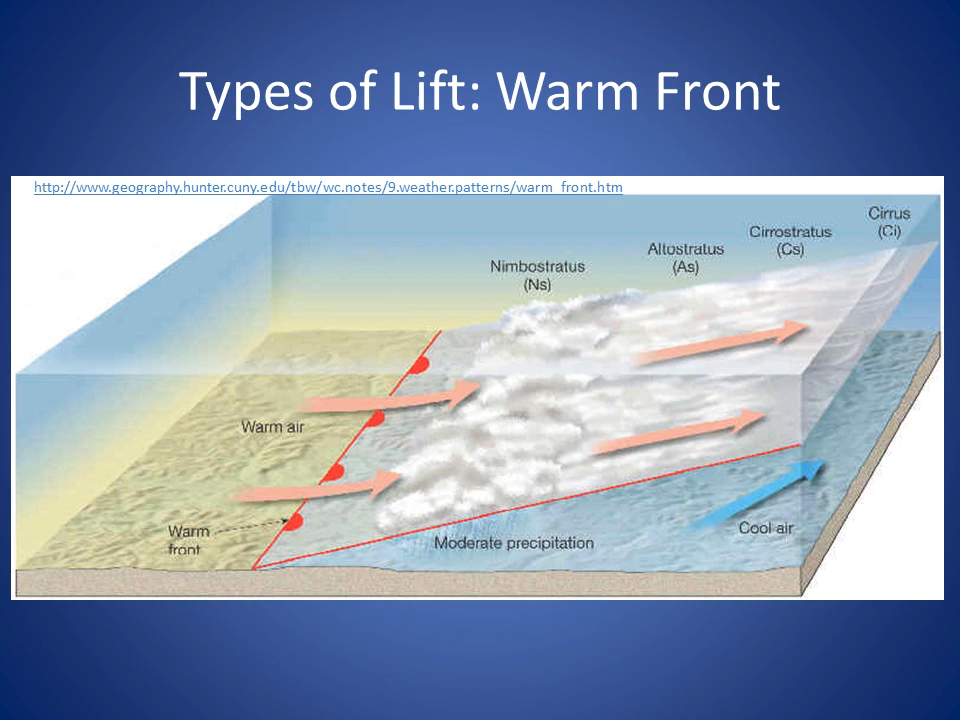 Types of Lift: Warm Front
http://www.geography.hunter.cuny.edu/tbw/wc.notes/9.weather.patterns/warm_front.htm
Cirrus
(Ci)
Cirrostratus
(Cs)
Altostratus
(As)
Nimbostratus
(Ns)
Warm air
Warm
front
Moderate precipitation
Cool air